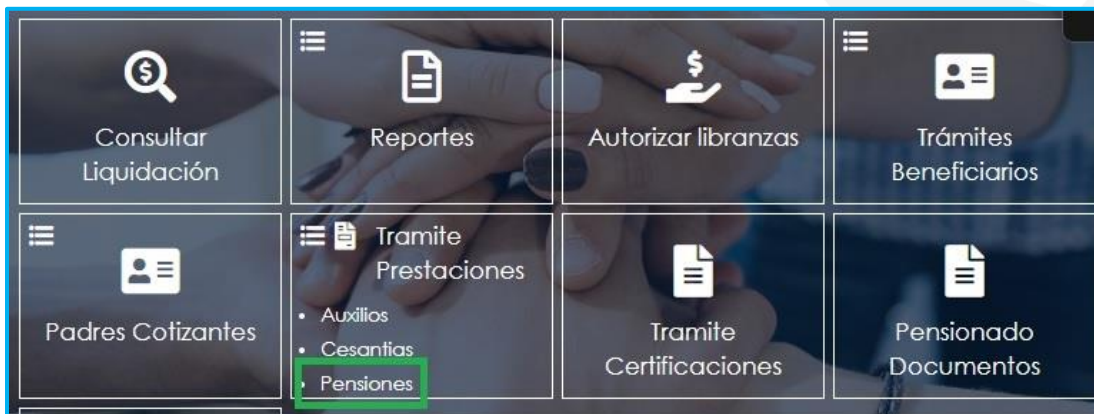 Consultar
Liquidación
Reportes
Autorizar libranzas
Trámites
Beneficiarios
Padres Cotizantes
Tramite
Prestaciones
• Auxilios
• Cesantias
• Pensiones
Tramite
Certificaciones
Pensionado
Documentos